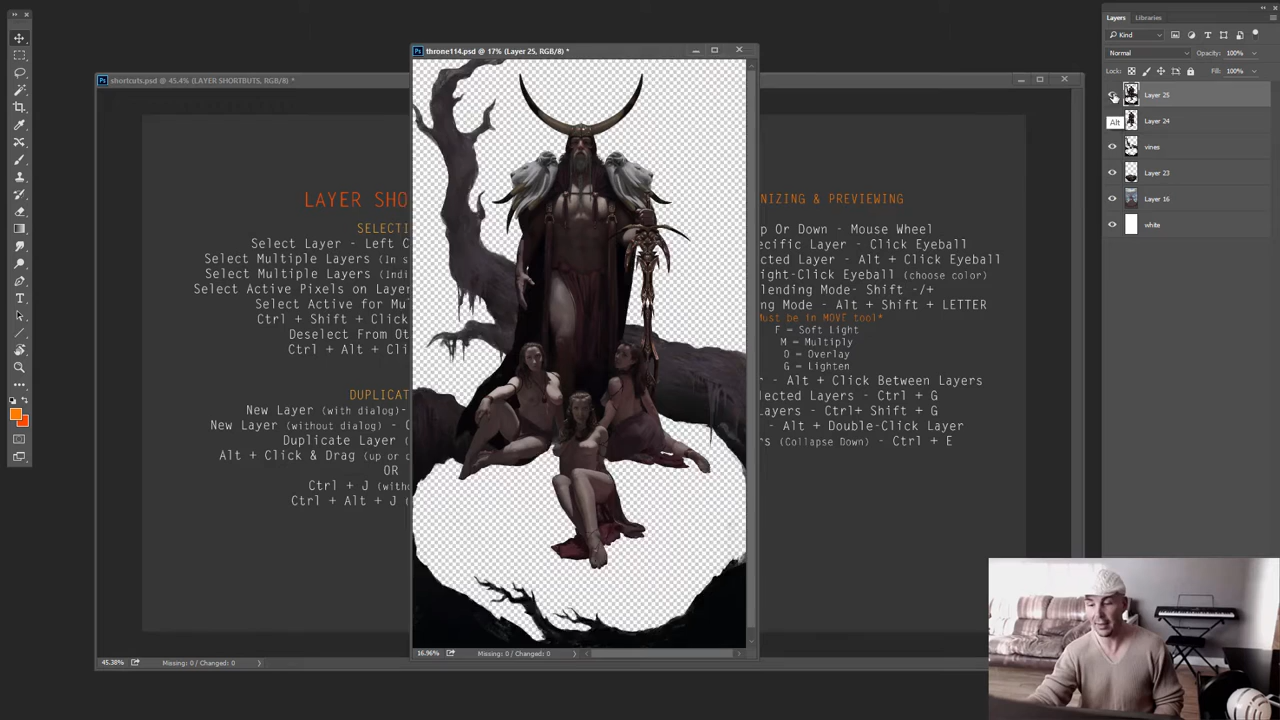 throne114.psd @ 17% (Layer 25, RGB/8) *
shortcuts.psd @ 45.4% (LAYER SHORTBUTS, RGB/8) *
LAYER SHO
SELECTI
Select Layer - Left C
Select Multiple Layers (In s
Select Multiple Layers (Indi
Select Active Pixels on Layer
Select Active for Mul
Ctrl + Shift + Click
Deselect From Ot
Ctrl + Alt + Cli
DUPLICAT
New Layer (with dialog)-
New Layer (without dialog) - C
Duplicate Layer (
Alt + Click & Drag (up or d
OR
Ctrl + J (witho
Ctrl + Alt + J (
NIZING & PREVIEWING
p Or Down - Mouse Wheel
ecific Layer - Click Eyeball
ected Layer - Alt + Click Eyeball
ight-Click Eyeball (choose color)
lending Mode- Shift -/+
ng Mode - Alt + Shift + LETTER
Must be in MOVE tool*
F = Soft Light
M = Multiply
O = Overlay
G = Lighten
r - Alt + Click Between Layers
elected Layers - Ctrl + G
ayers - Ctrl+ Shift + G
- Alt + Double-Click Layer
rs (Collapse Down) - Ctrl + E
16.96%
Missing: 0 / Changed: 0
45.38%
Missing: 0 / Changed: 0
Layers
Libraries
Kind
Normal
Opacity: 100%
Lock:
Fill: 100%
Layer 25
Alt
Layer 24
vines
Layer 23
Layer 16
white